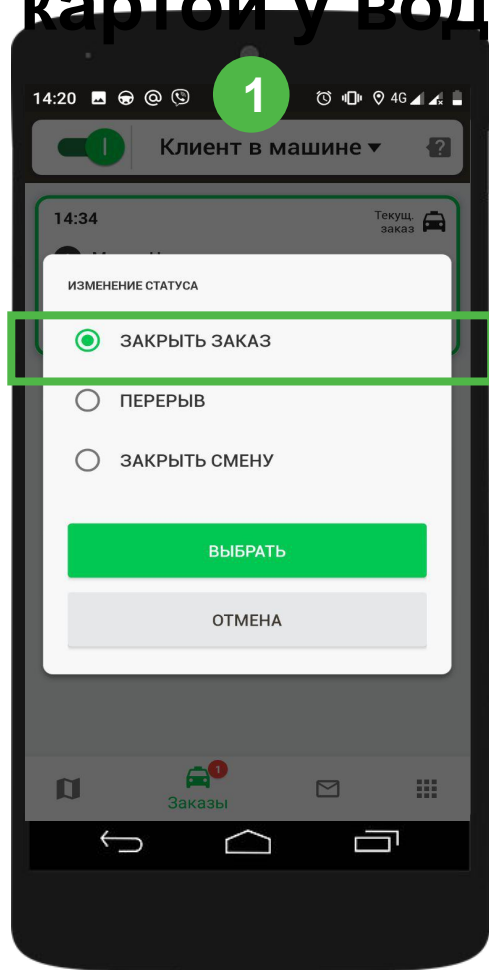 картой у вод
14:20
1
4G
Клиент в машине
?
14:34
Текущ.
заказ
ИЗМЕНЕНИЕ СТАТУСА
ЗАКРЫТЬ ЗАКАЗ
ПЕРЕРЫВ
ЗАКРЫТЬ СМЕНУ
ВЫБРАТЬ
ОТМЕНА
1
Заказы